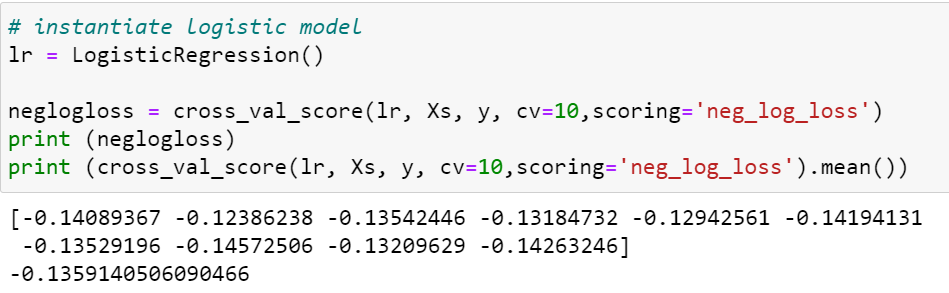 # instantiate logistic model
lr = LogisticRegression()
neglogloss = cross_val_score(lr, Xs, y, cv=10,scoring='neg_log_loss')
print (neglogloss)
print (cross_val_score(lr, Xs, y, cv=10,scoring='neg_log_loss').mean())
[-0.14089367 -0.12386238 -0.13542446 -0.13184732 -0.12942561 -0.14194131
 -0.13529196 -0.14572506 -0.13209629 -0.14263246]
-0.1359140506090466